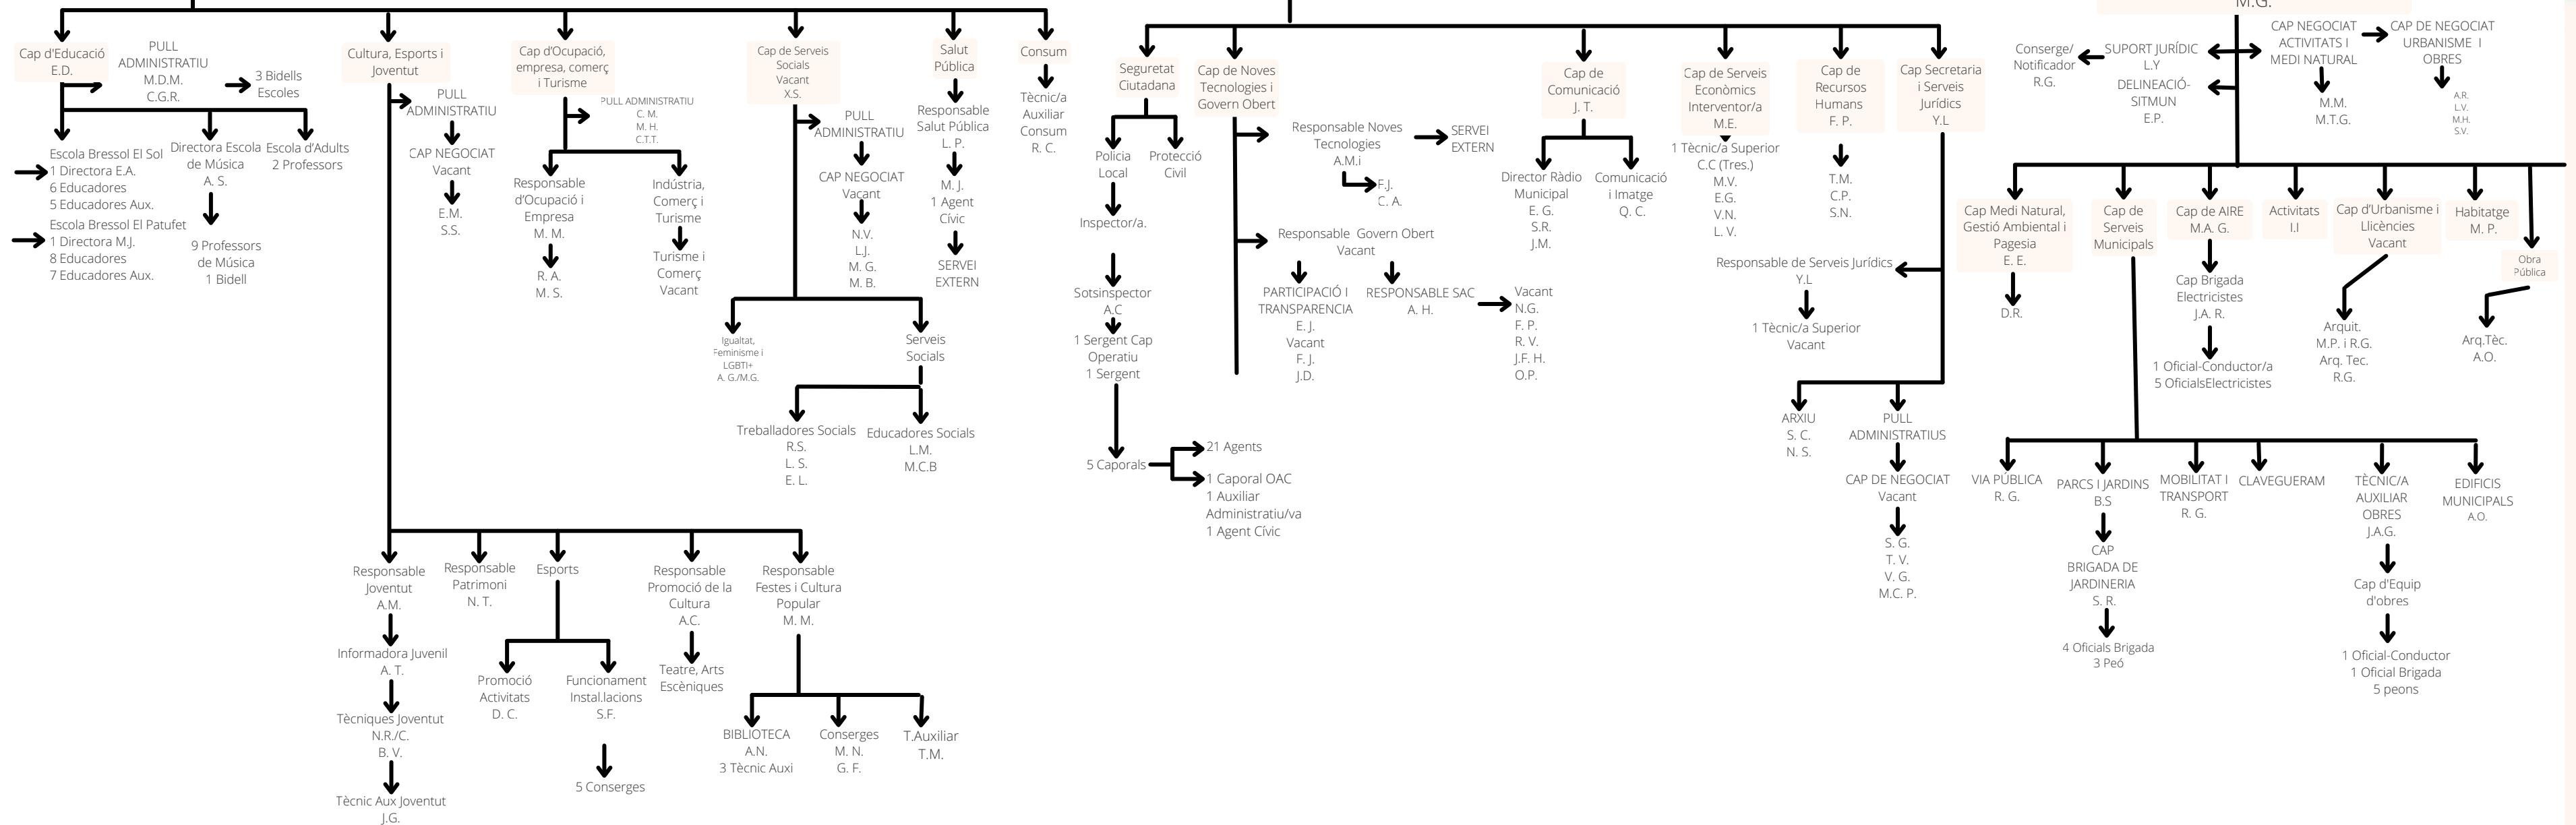 Cap d'Educació
E.D.
PULL
ADMINISTRATIU
M.D.M.
C.G.R.
3 Bidells
Escoles
Escola Bressol El Sol
1 Directora E.A.
6 Educadores
5 Educadores Aux.
Escola Bressol El Patufet
1 Directora M.J.
8 Educadores
7 Educadores Aux.
Directora Escola
de Música
A. S.
9 Professors
de Música
1 Bidell
Escola d'Adults
2 Professors
Cultura, Esports i
Joventut
PULL
ADMINISTRATIU
CAP NEGOCIAT
Vacant
E.M.
S.S.
Responsable
Joventut
A.M.
Informadora Juvenil
A. T.
Tècniques Joventut
N.R./C.
B. V.
Tècnic Aux Joventut
J.G.
Responsable
Patrimoni
N. T.
Esports
Promoció
Activitats
D. C.
Funcionament
Instal.lacions
S.F.
5 Conserges
Responsable
Promoció de la
Cultura
A.C.
Teatre, Arts
Escèniques
Responsable
Festes i Cultura
Popular
M. M.
BIBLIOTECA
A.N.
3 Tècnic Auxi
Conserges
M. N.
G. F.
T.Auxiliar
T.M.
Cap d'Ocupació,
empresa, comerç
i Turisme
PULL ADMINISTRATIU
C. M.
M. H.
C.T.T.
Responsable
d'Ocupació i
Empresa
M. M.
R. A.
M. S.
Indústria,
Comerç i
Turisme
Turisme i
Comerç
Vacant
Cap de Serveis
Socials
Vacant
X.S.
PULL
ADMINISTRATIU
CAP NEGOCIAT
Vacant
N.V.
L.J.
M. G.
M. B.
Igualtat,
Feminisme i
LGBTI+
A. G./M.G.
Serveis
Socials
Treballadores Socials
R.S.
L. S.
E. L.
Educadores Socials
L.M.
M.C.B
Salut
Pública
Responsable
Salut Pública
L. P.
M. J.
1 Agent
Cívic
SERVEI
EXTERN
Consum
Tècnic/a
Auxiliar
Consum
R. C.
Seguretat
Ciutadana
Policia
Local
Inspector/a.
Sotsinspector
A.C
1 Sergent Cap
Operatiu
1 Sergent
5 Caporals
21 Agents
1 Caporal OAC
1 Auxiliar
Administratiu/va
1 Agent Cívic
Protecció
Civil
Cap de Noves
Tecnologies i
Govern Obert
Responsable Noves
Tecnologies
A.M.i
SERVEI
EXTERN
F.J.
C. A.
Responsable Govern Obert
Vacant
PARTICIPACIÓ I
TRANSPARENCIA
E. J.
Vacant
F. J.
J.D.
RESPONSABLE SAC
A. H.
Vacant
N.G.
F. P.
R. V.
J.F. H.
O.P.
Cap de
Comunicació
J. T.
Director Ràdio
Municipal
E. G.
S.R.
J.M.
Comunicació
i Imatge
Q. C.
Cap de Serveis
Econòmics
Interventor/a
M.E.
1 Tècnic/a Superior
C.C (Tres.)
M.V.
E.G.
V.N.
L. V.
Cap de
Recursos
Humans
F. P.
T.M.
C.P.
S.N.
Cap Secretaria
i Serveis
Jurídics
Y.L
Responsable de Serveis Jurídics
Y.L
1 Tècnic/a Superior
Vacant
ARXIU
S. C.
N. S.
PULL
ADMINISTRATIUS
CAP DE NEGOCIAT
Vacant
S. G.
T. V.
V. G.
M.C. P.
M.G.
Conserge/
Notificador
R.G.
SUPORT JURÍDIC
L.Y
DELINEACIÓ-
SITMUN
E.P.
CAP NEGOCIAT
ACTIVITATS I
MEDI NATURAL
M.M.
M.T.G.
CAP DE NEGOCIAT
URBANISME I
OBRES
A.R.
L.V.
M.H.
S.V.
Cap Medi Natural,
Gestió Ambiental i
Pagesia
E. E.
D.R.
Cap de
Serveis
Municipals
Cap de AIRE
M.A. G.
Cap Brigada
Electricistes
J.A. R.
1 Oficial-Conductor/a
5 OficialsElectricistes
Activitats
I.I
Cap d'Urbanisme i
Llicències
Vacant
Arquit.
M.P. i R.G.
Arq. Tec.
R.G.
Habitatge
M. P.
Obra
Pública
Arq.Tèc.
A.O.
VIA PÚBLICA
R. G.
PARCS I JARDINS
B.S
CAP
BRIGADA DE
JARDINERIA
S. R.
4 Oficials Brigada
3 Peó
MOBILITAT I
TRANSPORT
R. G.
CLAVEGUERAM
TÈCNIC/A
AUXILIAR
OBRES
J.A.G.
Cap d'Equip
d'obres
1 Oficial-Conductor
1 Oficial Brigada
5 peons
EDIFICIS
MUNICIPALS
A.O.